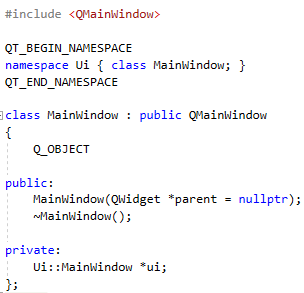 #include <QMainWindow>
QT_BEGIN_NAMESPACE
namespace Ui { class MainWindow; }
QT_END_NAMESPACE
class MainWindow : public QMainWindow
{
    Q_OBJECT
public:
    MainWindow(QWidget *parent = nullptr);
    ~MainWindow();
private:
    Ui::MainWindow *ui;
};